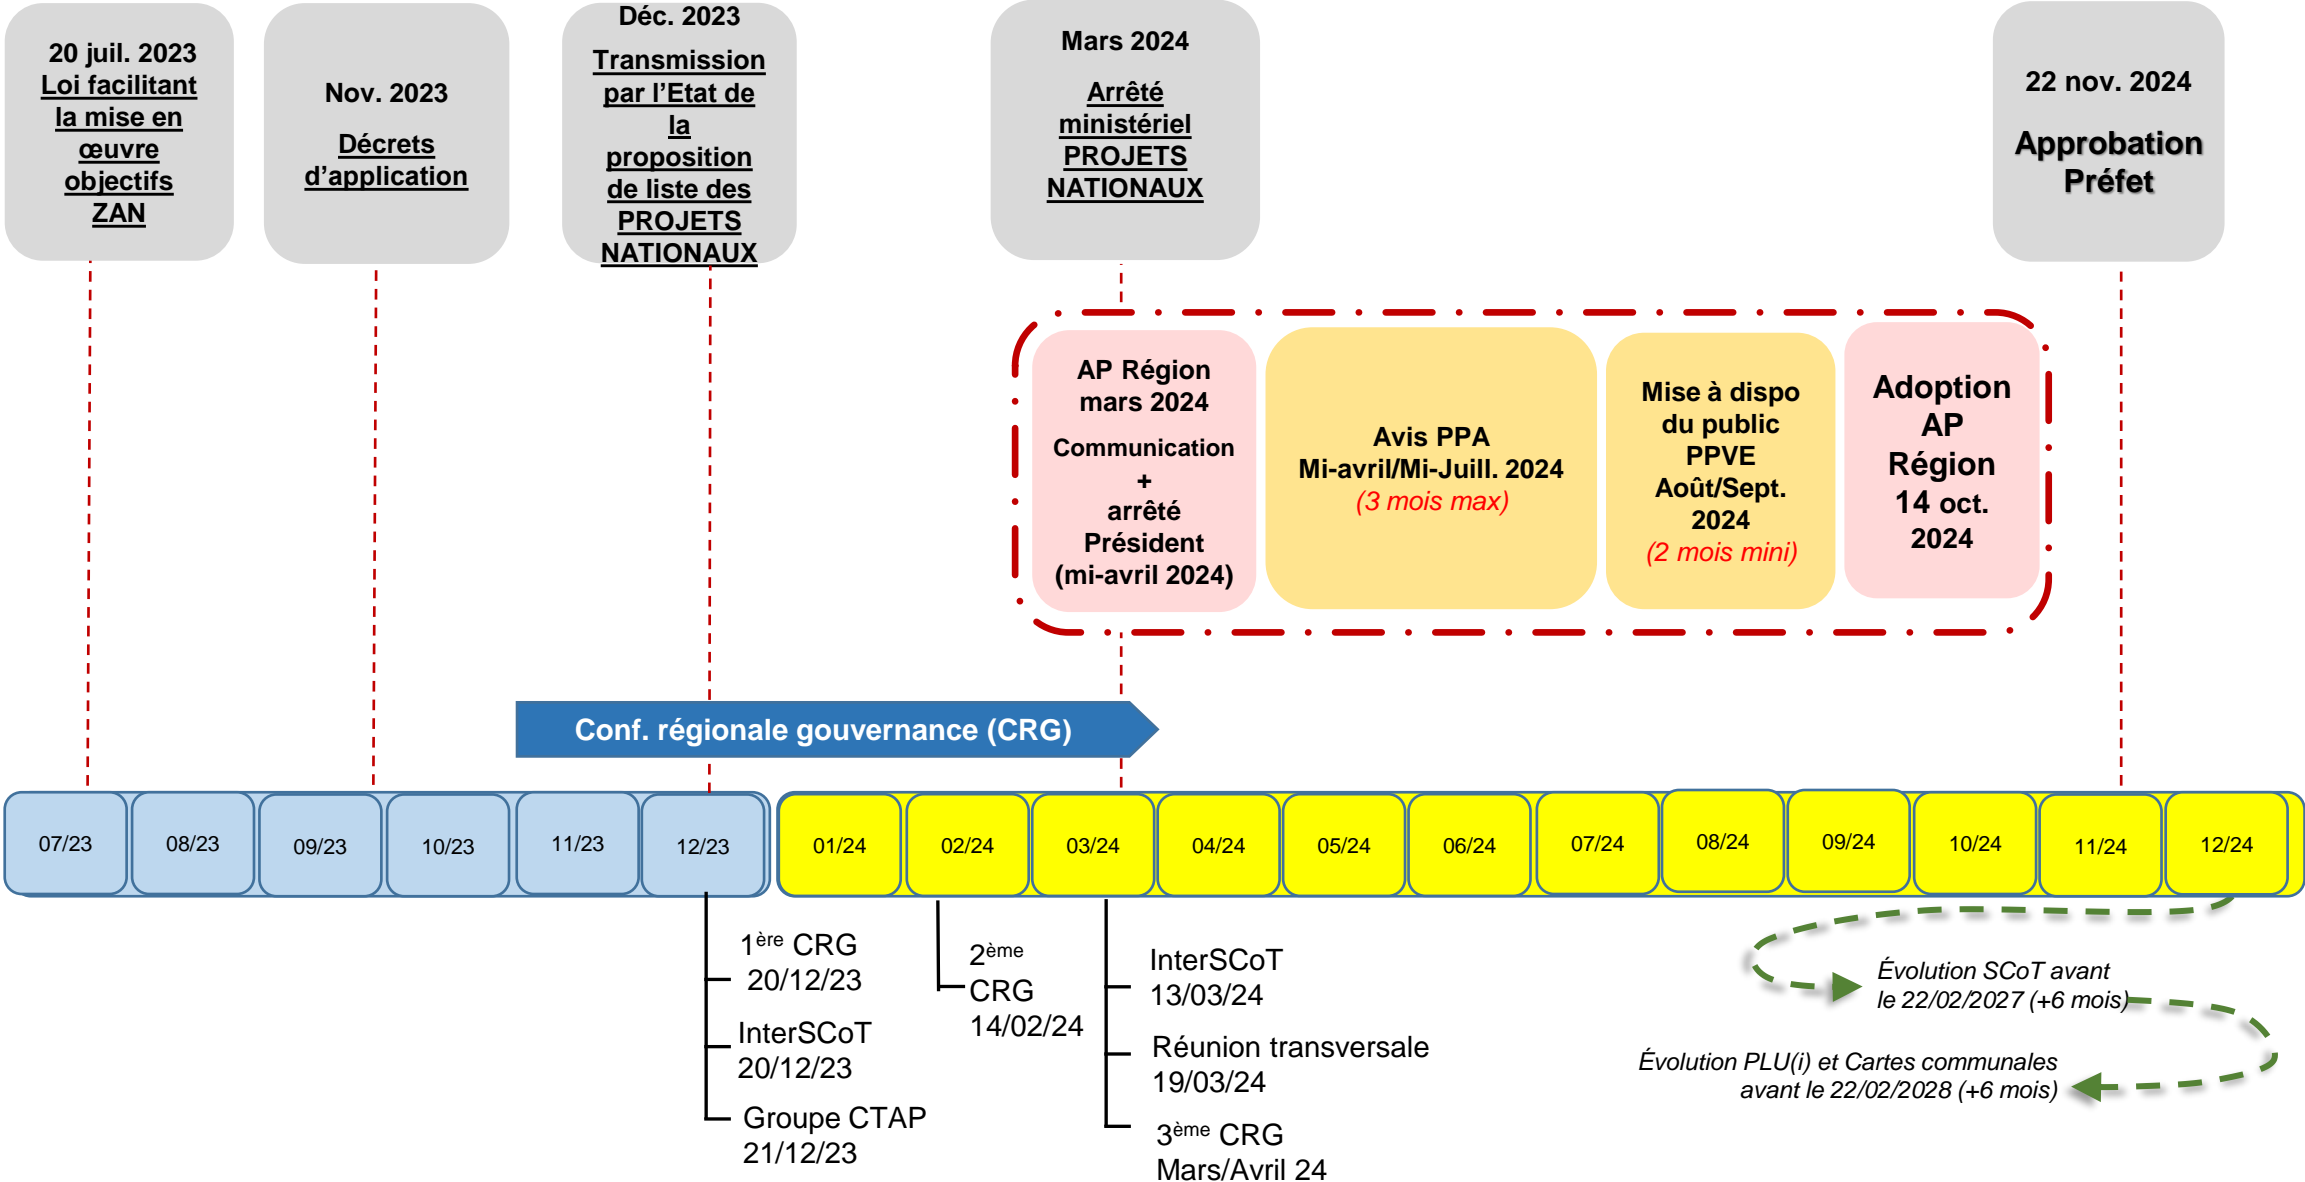 20 juil. 2023
Loi facilitant
la mise en
œuvre
objectifs
ZAN
Nov. 2023
Décrets
d’application
Déc. 2023
Transmission
par l’Etat de
la
proposition
de liste des
PROJETS
NATIONAUX
Mars 2024
Arrêté
ministériel
PROJETS
NATIONAUX
22 nov. 2024
Approbation
Préfet
AP Région
mars 2024
Communication
+
arrêté
Président
(mi-avril 2024)
Avis PPA
Mi-avril/Mi-Juill. 2024
(3 mois max)
Mise à dispo
du public
PPVE
Août/Sept.
2024
(2 mois mini)
Adoption
AP
Région
14 oct.
2024
Conf. régionale gouvernance (CRG)
07/23
08/23
09/23
10/23
11/23
12/23
01/24
02/24
03/24
04/24
05/24
06/24
07/24
08/24
09/24
10/24
11/24
12/24
1ère CRG
20/12/23
InterSCoT
20/12/23
Groupe CTAP
21/12/23
2ème
CRG
14/02/24
InterSCoT
13/03/24
Réunion transversale
19/03/24
3ème CRG
Mars/Avril 24
Évolution SCoT avant
le 22/02/2027 (+6 mois)
Évolution PLU(i) et Cartes communales
avant le 22/02/2028 (+6 mois)